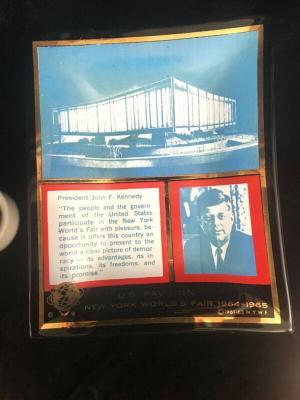 President John F. Kennedy
"The people and the govern
ment of the United States
participate in the New York
World's Fair with pleasure, be-
cause it offers this country an
opportunity to present to the
world a clear picture of democ
racy — its advantages, its in-
spirations, its freedoms, and
its promise."
U.S. PAVILION
NEW YORK WORLD'S FAIR 1964-1965
© 1961 N.Y.W.F.